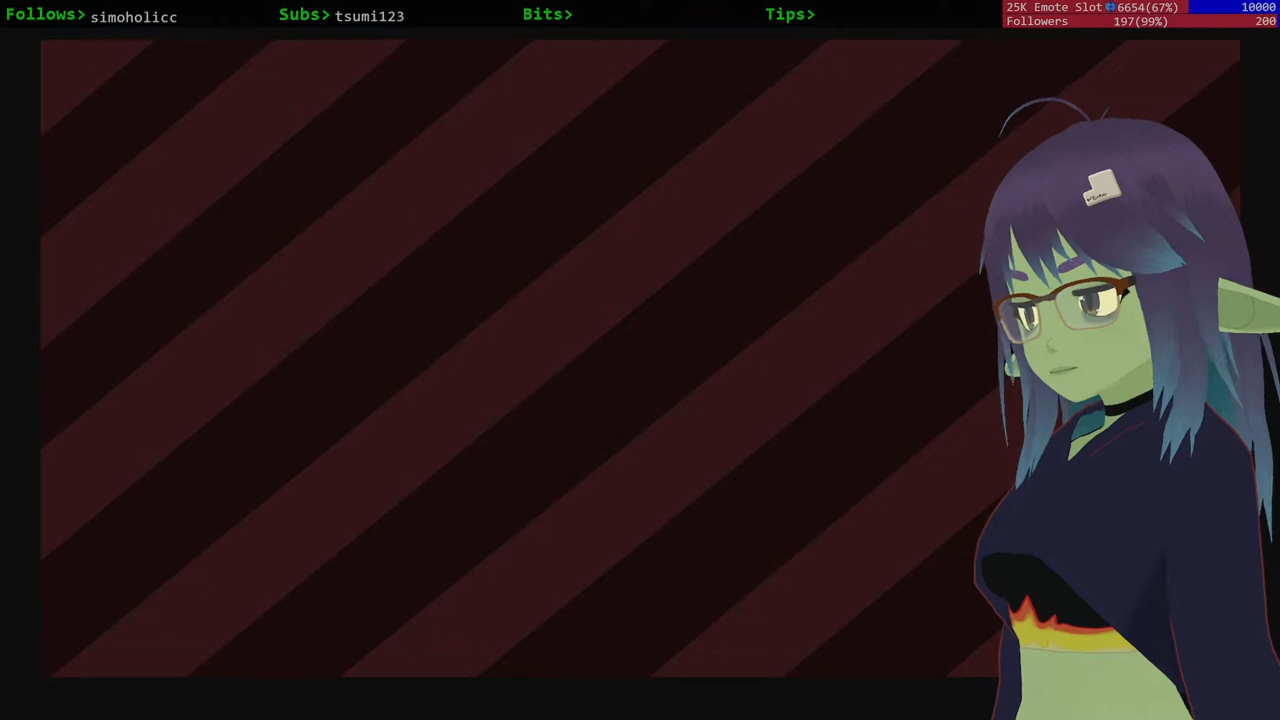 Follows> simoholicc
Subs> tsumi123
Bits>
Tips>
25K Emote Slot 6654(67%) 10000
Followers 197(99%) 200